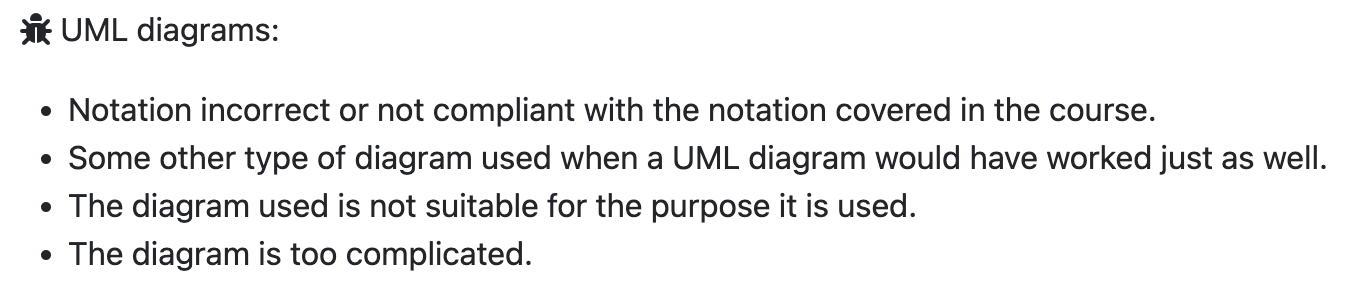 UML diagrams:
• Notation incorrect or not compliant with the notation covered in the course.
• Some other type of diagram used when a UML diagram would have worked just as well.
• The diagram used is not suitable for the purpose it is used.
• The diagram is too complicated.